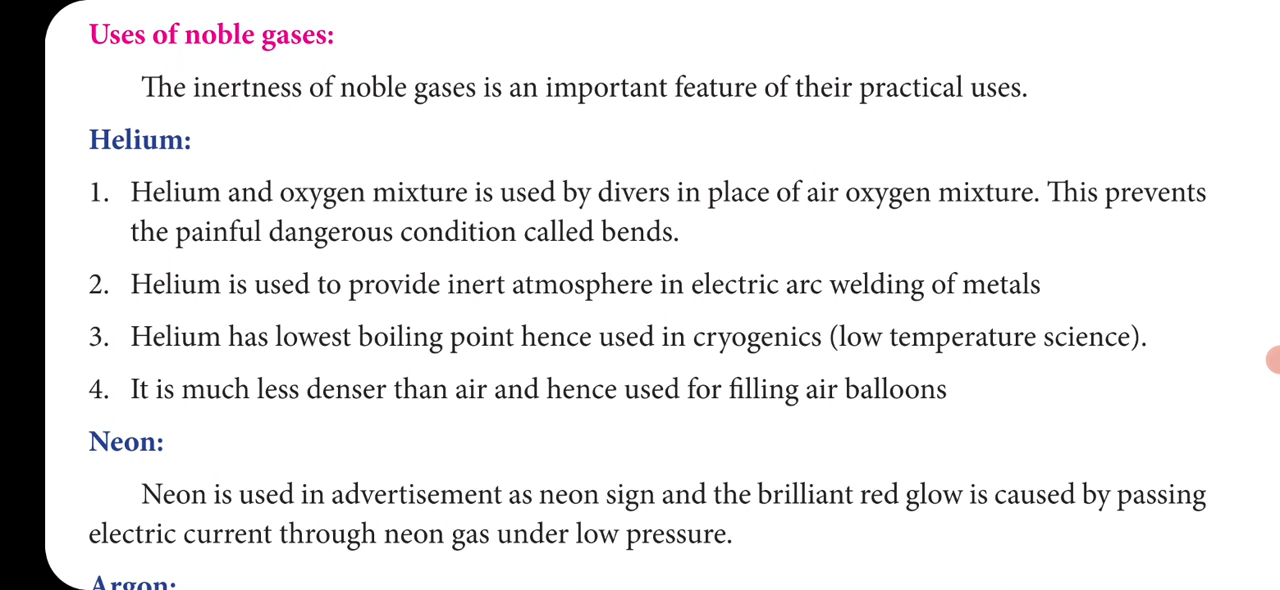 Uses of noble gases:
The inertness of noble gases is an important feature of their practical uses.
Helium:
1. Helium and oxygen mixture is used by divers in place of air oxygen mixture. This prevents
the painful dangerous condition called bends.
2. Helium is used to provide inert atmosphere in electric arc welding of metals
3. Helium has lowest boiling point hence used in cryogenics (low temperature science).
4. It is much less denser than air and hence used for filling air balloons
Neon:
Neon is used in advertisement as neon sign and the brilliant red glow is caused by passing
electric current through neon gas under low pressure.
Argon: